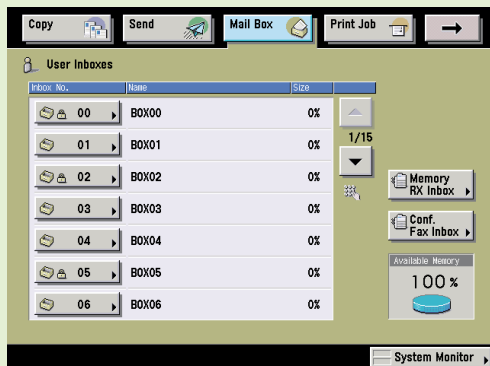 Copy Send Mail Box Print Job
User Inboxes
Inbox No. Name Size
00 BOX00 0%
01 BOX01 0%
1/15
02 BOX02 0%
Memory
RX Inbox
03 BOX03 0%
Conf.
Fax Inbox
04 BOX04 0%
05 BOX05 0%
Available Memory
100 %
06 BOX06 0%
System Monitor